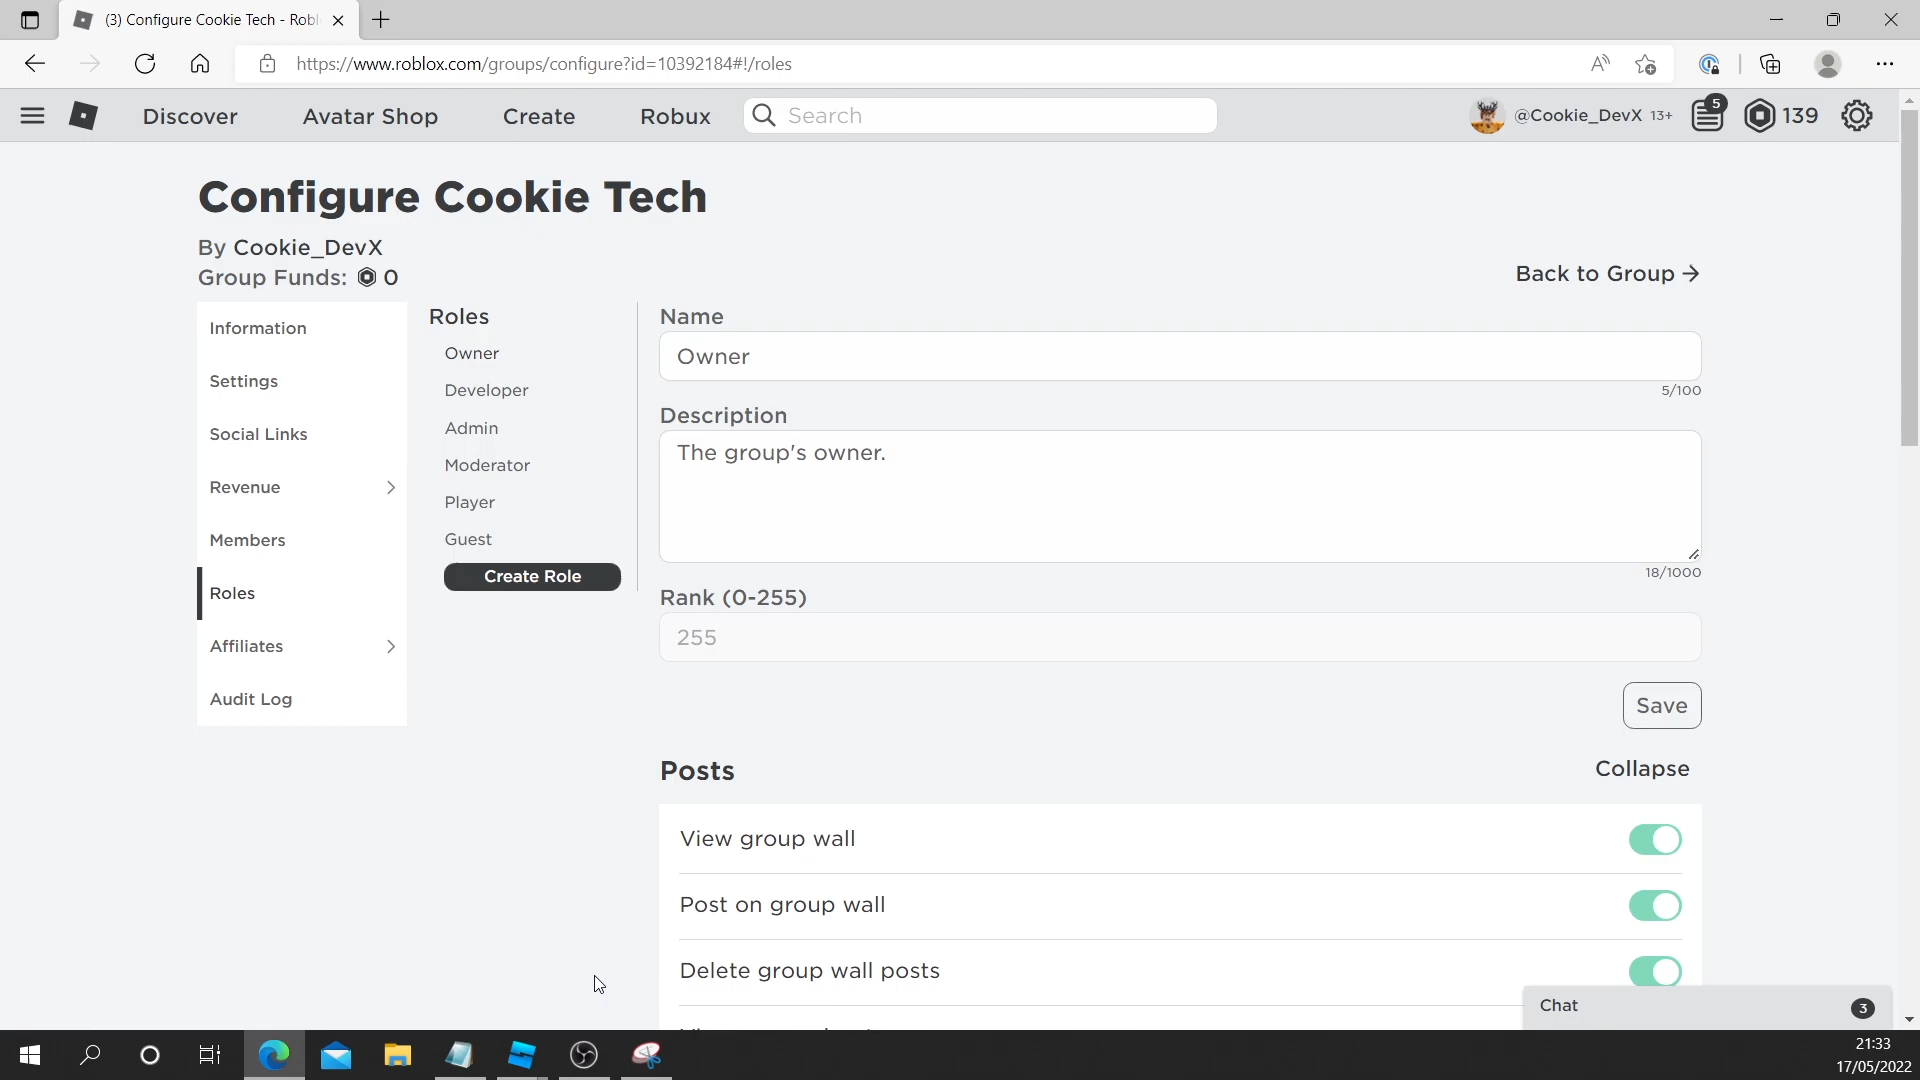 (3) Configure Cookie Tech - Robl
https://www.roblox.com/groups/configure?id=10392184#!/roles
Discover
Avatar Shop
Create
Robux
Search
@Cookie_DevX 13+
5
139
Configure Cookie Tech
By Cookie_DevX
Group Funds: 0
Back to Group →
Information
Settings
Social Links
Revenue
Members
Roles
Affiliates
Audit Log
Roles
Owner
Developer
Admin
Moderator
Player
Guest
Create Role
Name
Owner
5/100
Description
The group's owner.
18/1000
Rank (0-255)
255
Save
Posts
Collapse
View group wall
Post on group wall
Delete group wall posts
Chat
3
21:33
17/05/2022